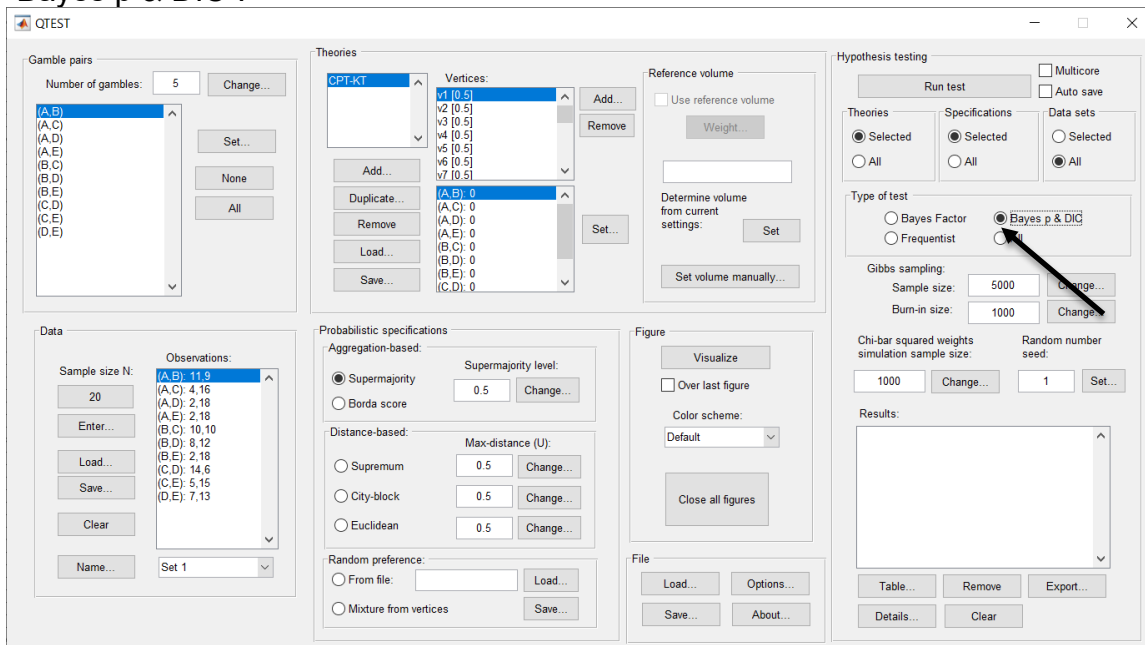 QTEST
Gamble pairs
Number of gambles: 5 Change...
(A,B)
(A,C)
(A,D)
(A,E)
(B,C)
(B,D)
(B,E)
(C,D)
(C,E)
(D,E)
Set...
None
All
Theories
CPT-KT
Vertices:
v1 [0.5]
v2 [0.5]
v3 [0.5]
v4 [0.5]
v5 [0.5]
v6 [0.5]
v7 [0.5]
Add...
Remove
Add...
Duplicate...
Remove
Load...
Save...
(A,B): 0
(A,C): 0
(A,D): 0
(A,E): 0
(B,C): 0
(B,D): 0
(B,E): 0
(C,D): 0
Set...
Reference volume
Use reference volume
Weight...
Determine volume
from current
settings:
Set
Set volume manually...
Hypothesis testing
Run test
Multicore
Auto save
Theories
Selected
All
Specifications
Selected
All
Data sets
Selected
All
Type of test
Bayes Factor
Bayes p & DIC
Frequentist
Gibbs sampling:
Sample size: 5000 Change...
Burn-in size: 1000 Change...
Chi-bar squared weights
simulation sample size:
1000 Change...
Random number
seed:
1 Set...
Results:
Table... Remove Export...
Details... Clear
Data
Sample size N:
20
Enter...
Load...
Save...
Clear
Name...
Observations:
(A,B): 11,9
(A,C): 4,16
(A,D): 2,18
(A,E): 2,18
(B,C): 10,10
(B,D): 8,12
(B,E): 2,18
(C,D): 14,6
(C,E): 5,15
(D,E): 7,13
Set 1
Probabilistic specifications
Aggregation-based:
Supermajority level:
Supermajority
0.5 Change...
Borda score
Distance-based:
Max-distance (U):
Supremum 0.5 Change...
City-block 0.5 Change...
Euclidean 0.5 Change...
Random preference:
From file: Load...
Mixture from vertices Save...
Figure
Visualize
Over last figure
Color scheme:
Default
Close all figures
File
Load... Options...
Save... About...